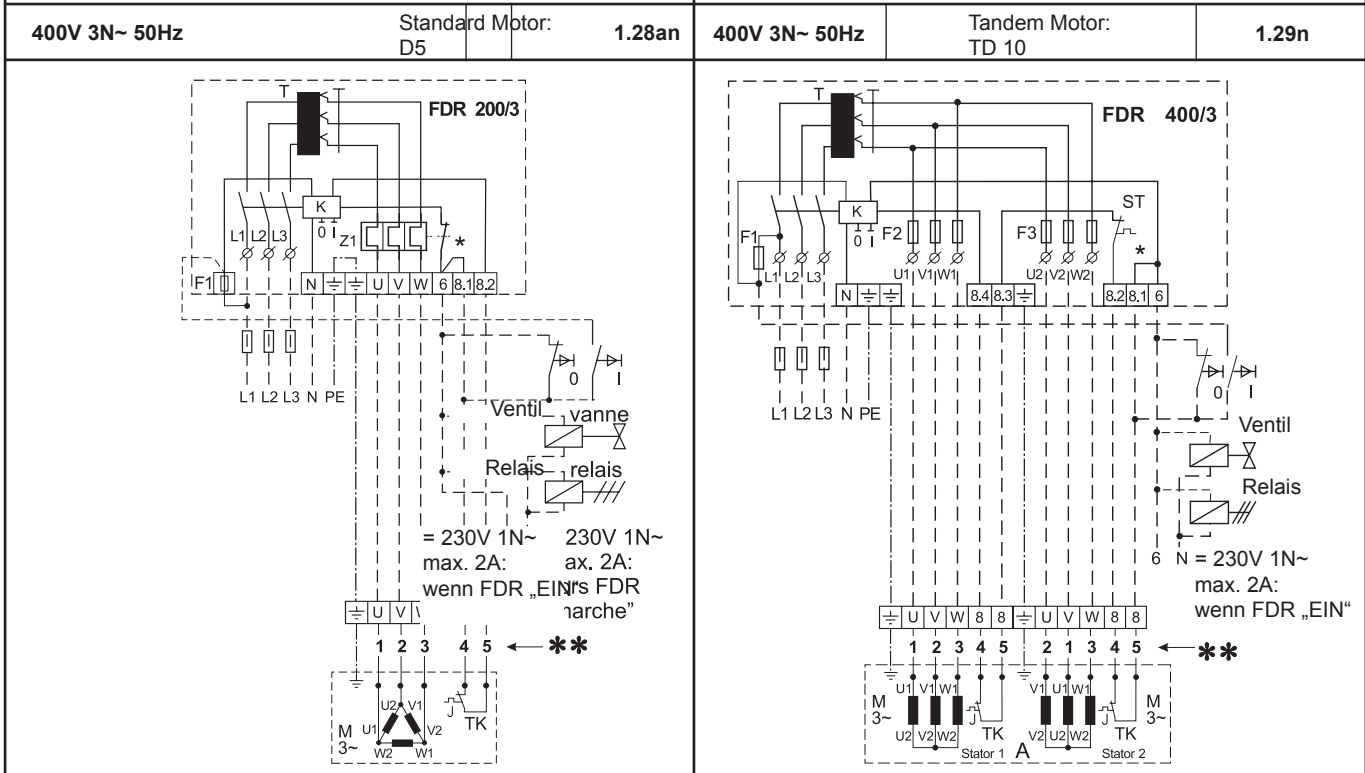 400V 3N~ 50Hz
Standard Motor:
D5
1.28an
400V 3N~ 50Hz
Tandem Motor:
TD 10
1.29n
T
FDR 200/3
K
0 I
L1 L2 L3
Z1
*
F1
N U V W 6 8.1 8.2
0 I
L1 L2 L3 N PE
Ventil vanne
Relais relais
= 230V 1N~ 230V 1N~
max. 2A: ax. 2A:
wenn FDR „EIN“ rs FDR
arche”
U V
1 2 3 4 5 **
U2 V1
U1 V2
TK
M
3~
W2 W1
T
FDR 400/3
K
0 I
ST
F1 F2 F3
*
L1 L2 L3
U1 V1 W1
U2 V2 W2
N 8.4 8.3 8.2 8.1 6
0 I
L1 L2 L3 N PE
Ventil
Relais
6 N = 230V 1N~
max. 2A:
wenn FDR „EIN“
U V W 8 8 U V W 8 8
1 2 3 4 5 2 1 3 4 5 **
U1 V1 W1 V1 U1 W1
M
3~
M
3~
U2 V2 W2 TK V2 U2 W2 TK
Stator 1 A Stator 2